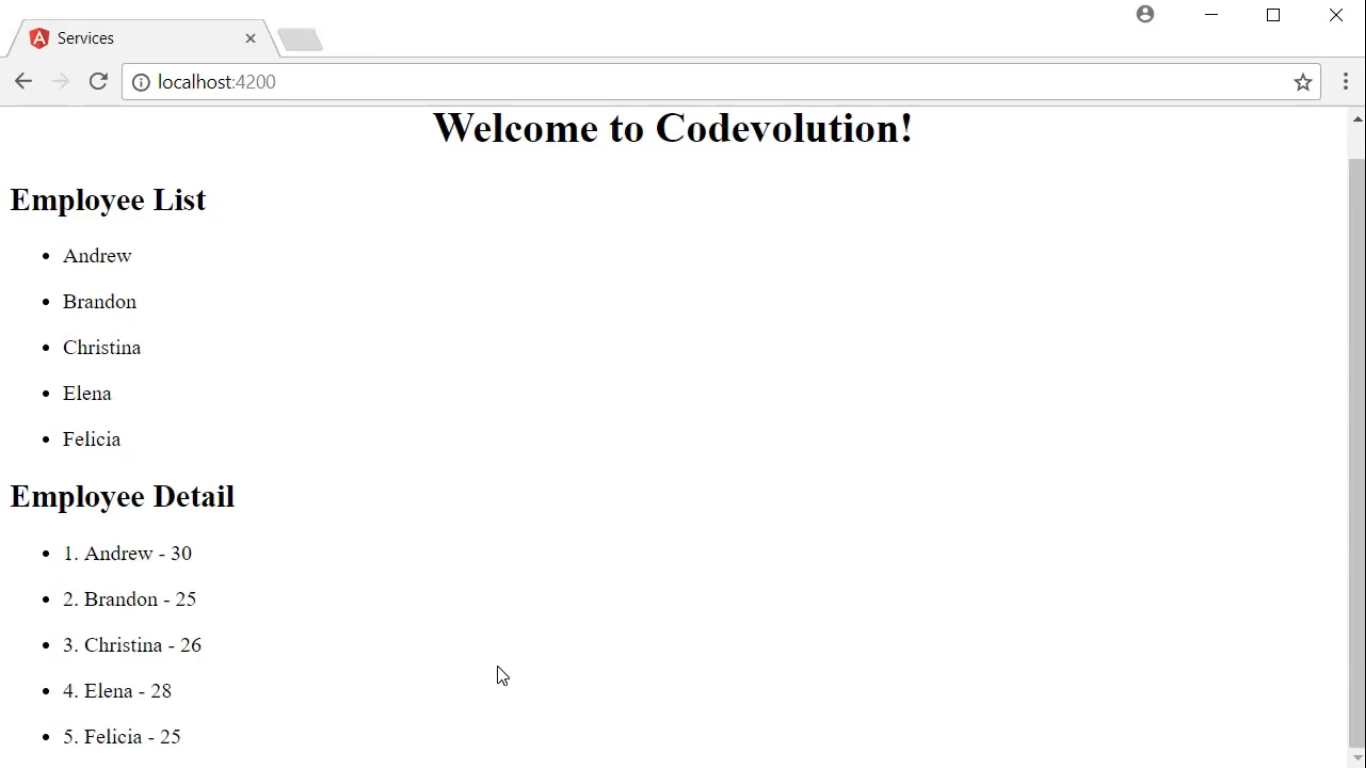 Services
localhost:4200
Welcome to Codevolution!
Employee List
• Andrew
• Brandon
• Christina
• Elena
• Felicia
Employee Detail
• 1. Andrew - 30
• 2. Brandon - 25
• 3. Christina - 26
• 4. Elena - 28
• 5. Felicia - 25